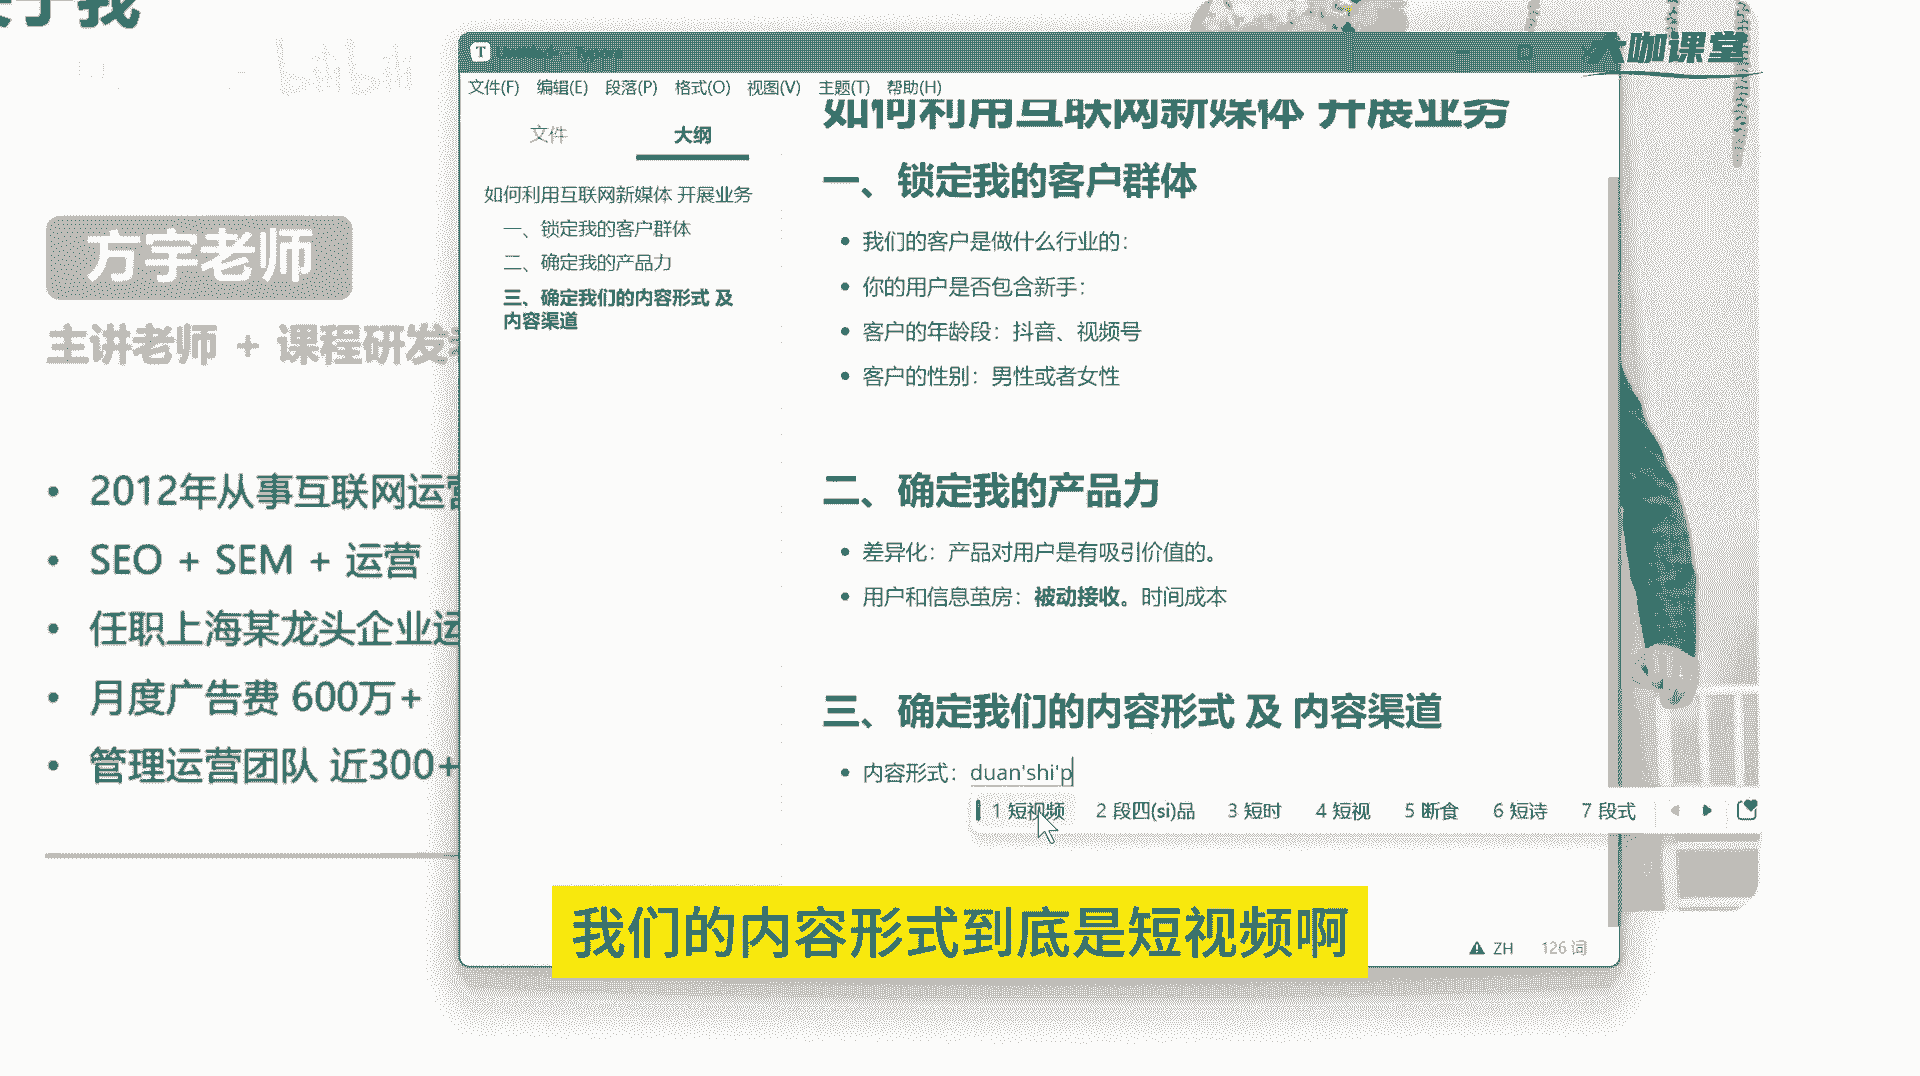 于我
bilibili
大咖课堂
方宇老师
主讲老师 + 课程研发
2012年从事互联网运营
SEO + SEM + 运营
任职上海某龙头企业运
月度广告费 600万+
管理运营团队 近300+
文件(F) 编辑(E) 段落(P) 格式(O) 视图(V) 主题(T) 帮助(H)
文件 大纲
如何利用互联网新媒体 开展业务
一、锁定我的客户群体
二、确定我的产品力
三、确定我们的内容形式 及
内容渠道
如何利用互联网新媒体 开展业务
一、锁定我的客户群体
我们的客户是做什么行业的：
你的用户是否包含新手：
客户的年龄段：抖音、视频号
客户的性别：男性或者女性
二、确定我的产品力
差异化：产品对用户是有吸引价值的。
用户和信息茧房：被动接收。时间成本
三、确定我们的内容形式 及 内容渠道
内容形式：duan'shi'p
1 短视频 2 段四(si)品 3 短时 4 短视 5 断食 6 短诗 7 段式
我们的内容形式到底是短视频啊
ZH 126 词